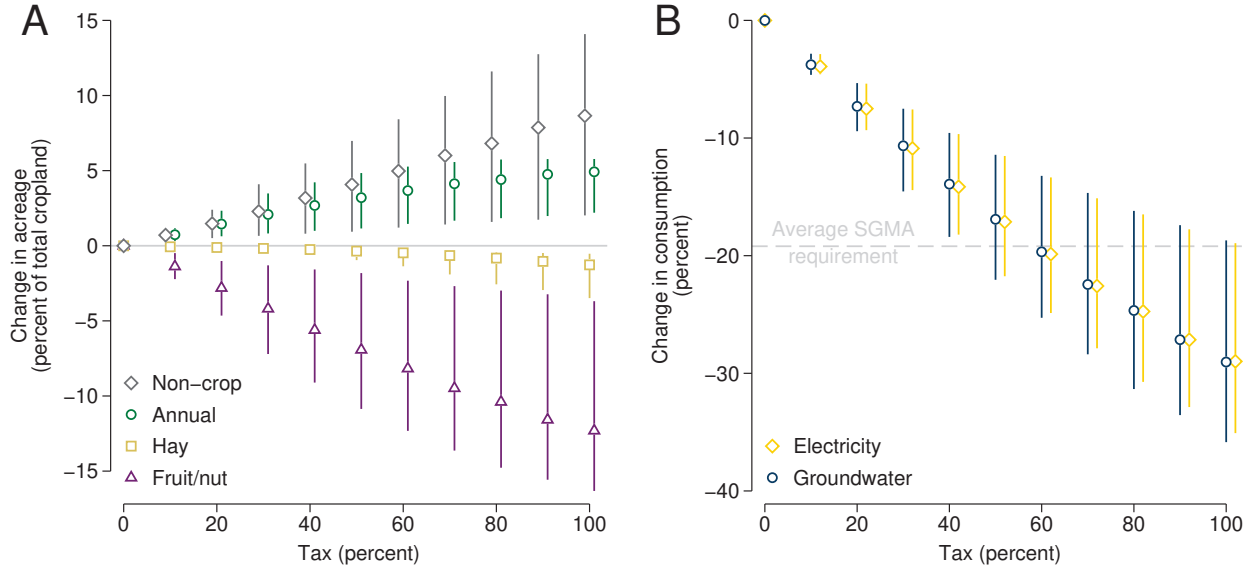 A
Change in acreage
(percent of total cropland)
15
10
5
0
−5
−10
−15
Non−crop
Annual
Hay
Fruit/nut
0 20 40 60 80 100
Tax (percent)
B
Change in consumption
(percent)
0
−10
−20
−30
−40
Average SGMA
requirement
Electricity
Groundwater
0 20 40 60 80 100
Tax (percent)